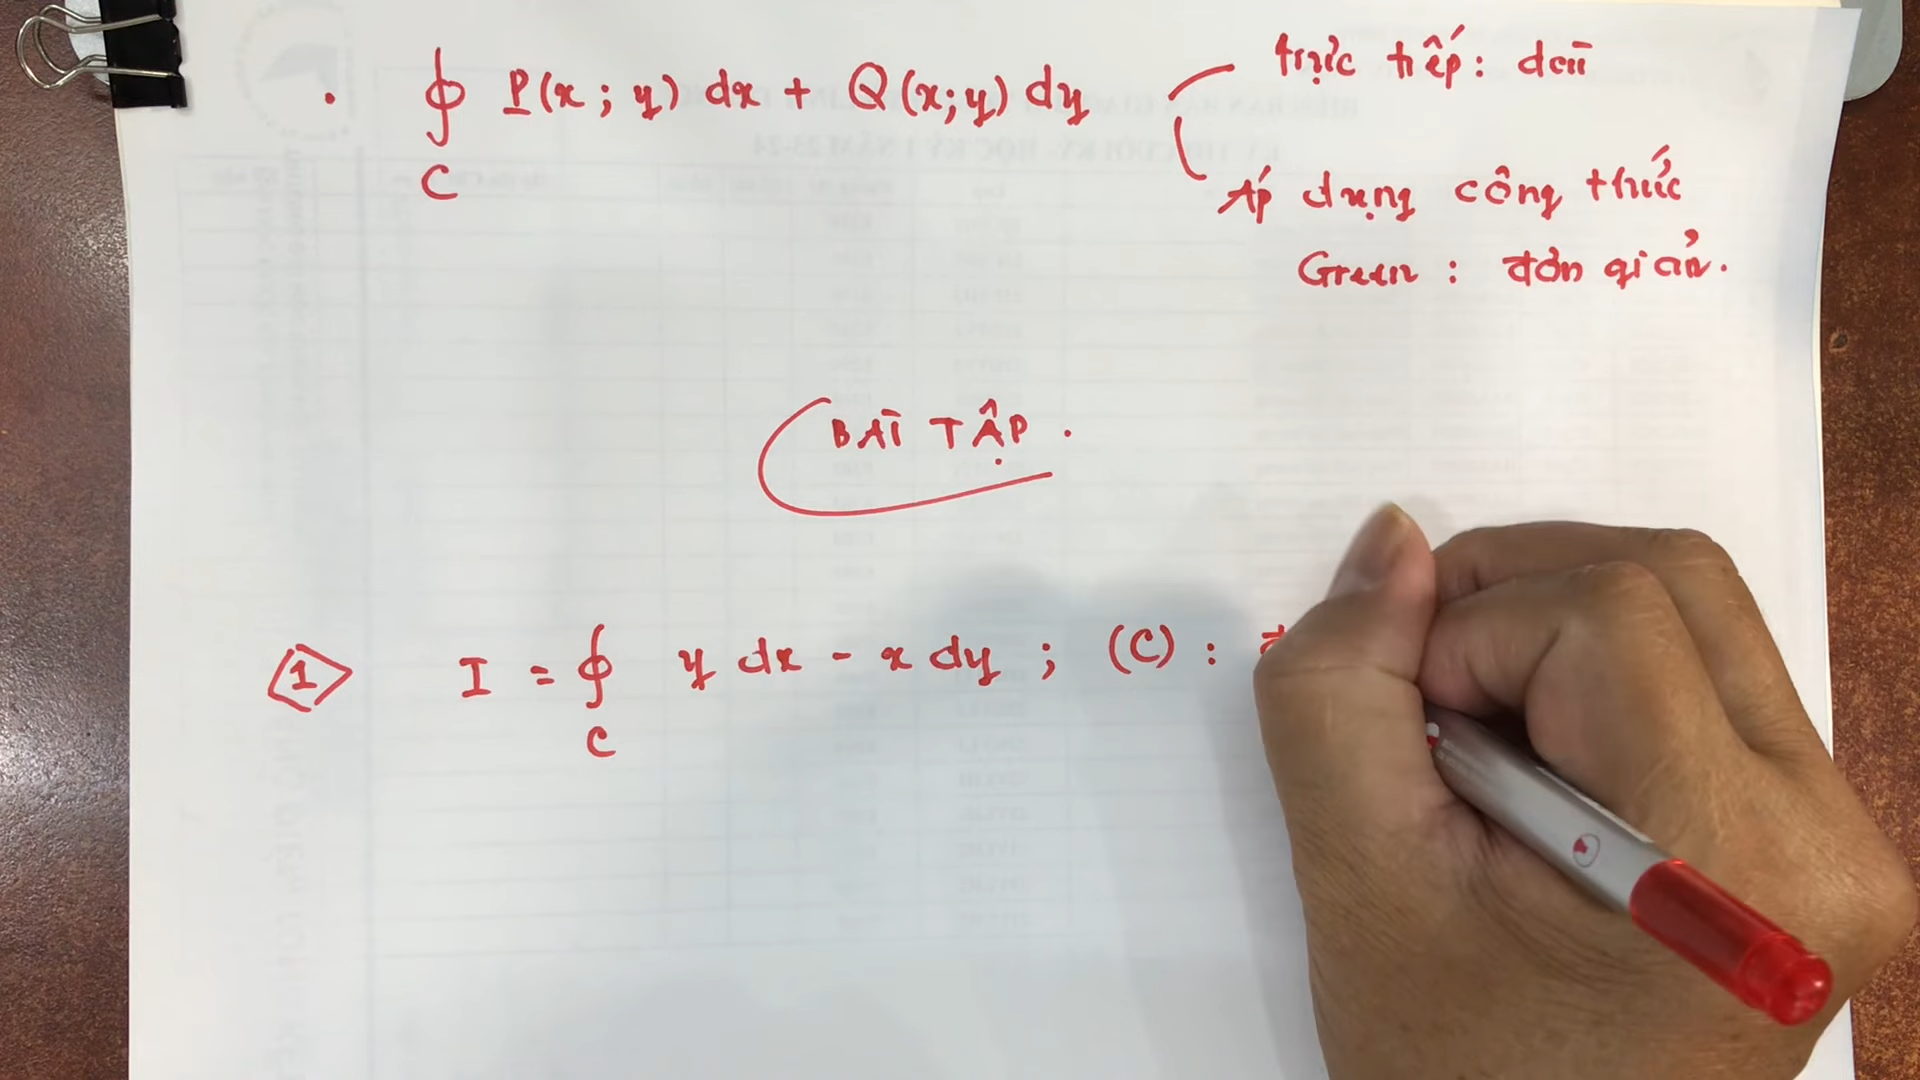 . ∮ P(x; y) dx + Q(x;y) dy
C
trực tiếp: dài
Áp dụng công thức
Green: đơn giản.
BÀI TẬP.
1 I = ∮ y dx - x dy ; (C) :
C